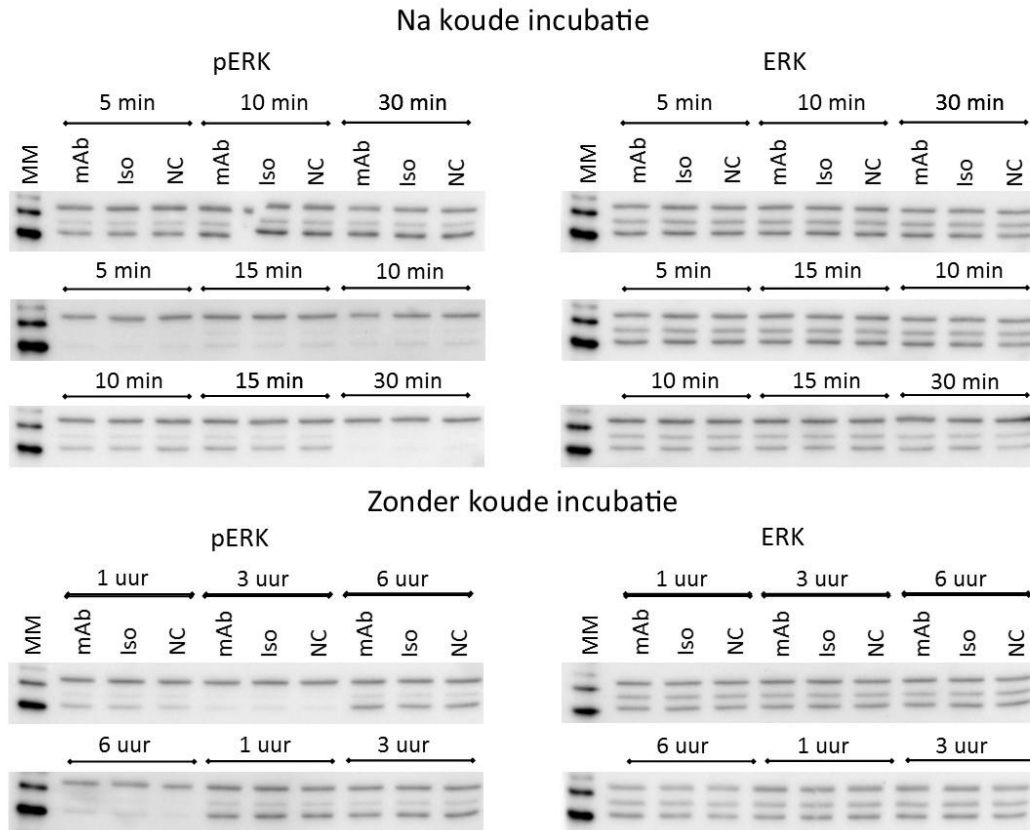 Na koude incubatie
pERK ERK
5 min 10 min 30 min 5 min 10 min 30 min
MM mAb Iso NC mAb Iso NC mAb Iso NC MM mAb Iso NC mAb Iso NC mAb Iso NC
5 min 15 min 10 min 5 min 15 min 10 min
10 min 15 min 30 min 10 min 15 min 30 min
Zonder koude incubatie
pERK ERK
1 uur 3 uur 6 uur 1 uur 3 uur 6 uur
MM mAb Iso NC mAb Iso NC mAb Iso NC MM mAb Iso NC mAb Iso NC mAb Iso NC
6 uur 1 uur 3 uur 6 uur 1 uur 3 uur